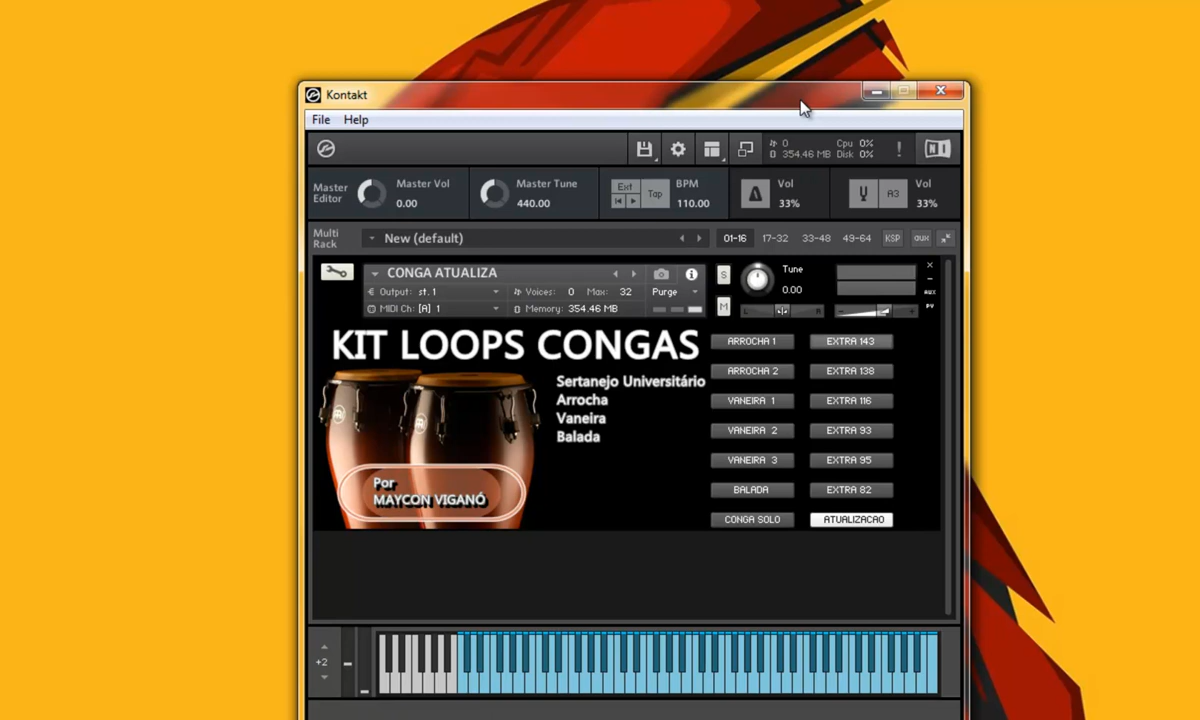 Kontakt
File Help
0 Cpu 0%
354.46 MB Disk 0% !
Master Editor Master Vol 0.00 Master Tune 440.00 Ext Tap BPM 110.00 Vol 33% A3 Vol 33%
Multi Rack New (default) 01-16 17-32 33-48 49-64 KSP aux
CONGA ATUALIZA
Output: st.1 Voices: 0 Max: 32 Purge
MIDI Ch: [A] 1 Memory: 354.46 MB
S
M
Tune
0.00
L R
aux
PV
KIT LOOPS CONGAS
Sertanejo Universitário
Arrocha
Vaneira
Balada
Por
MAYCON VIGANÓ
ARROCHA 1 EXTRA 143
ARROCHA 2 EXTRA 138
VANEIRA 1 EXTRA 116
VANEIRA 2 EXTRA 93
VANEIRA 3 EXTRA 95
BALADA EXTRA 82
CONGA SOLO ATUALIZACAO
+2